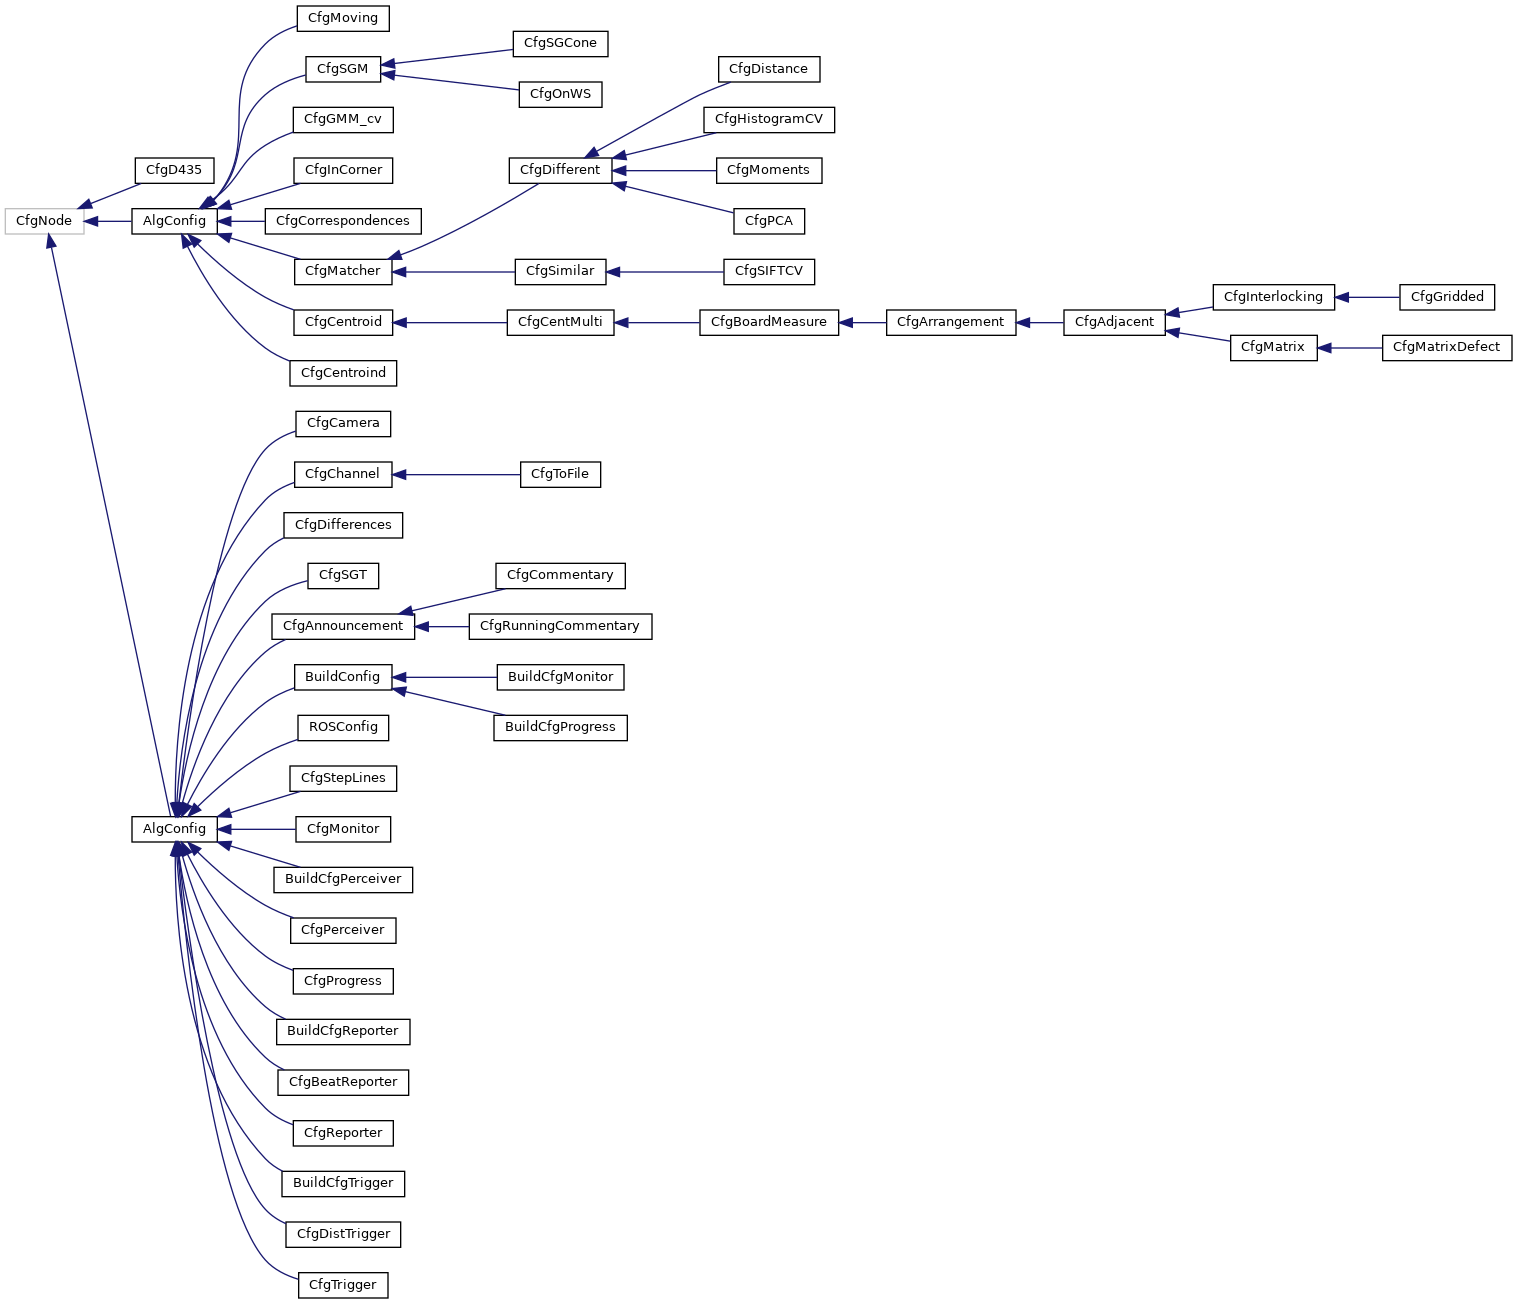 CfgMoving
CfgSGCone
CfgSGM
CfgDistance
CfgOnWS
CfgGMM_cv
CfgHistogramCV
CfgD435
CfgInCorner
CfgDifferent
CfgMoments
CfgNode
AlgConfig
CfgCorrespondences
CfgPCA
CfgMatcher
CfgSimilar
CfgSIFTCV
CfgInterlocking
CfgGridded
CfgCentroid
CfgCentMulti
CfgBoardMeasure
CfgArrangement
CfgAdjacent
CfgMatrix
CfgMatrixDefect
CfgCentroind
CfgCamera
CfgChannel
CfgToFile
CfgDifferences
CfgSGT
CfgCommentary
CfgAnnouncement
CfgRunningCommentary
BuildConfig
BuildCfgMonitor
ROSConfig
BuildCfgProgress
CfgStepLines
AlgConfig
CfgMonitor
BuildCfgPerceiver
CfgPerceiver
CfgProgress
BuildCfgReporter
CfgBeatReporter
CfgReporter
BuildCfgTrigger
CfgDistTrigger
CfgTrigger